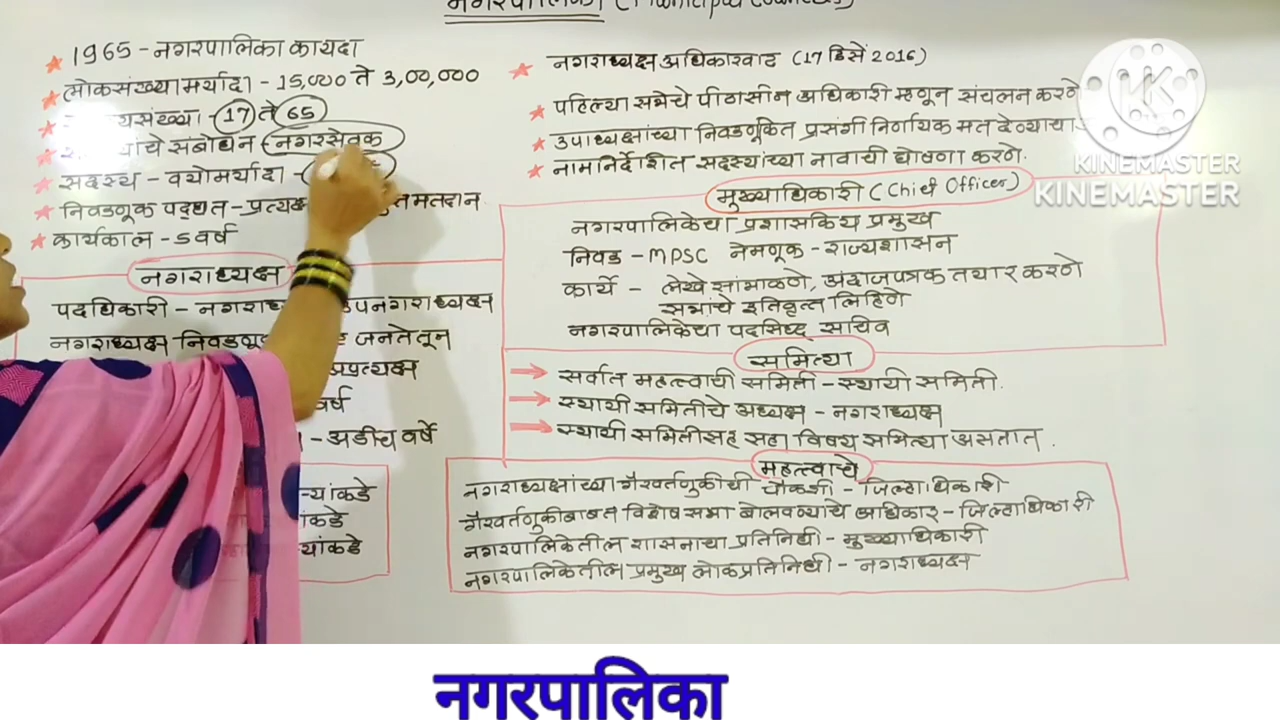 नगरपालिका (Municipal Councils)
1965 - नगरपालिका कायदा
लोकसंख्या मर्यादा - 15,000 ते 3,00,000
संख्या - 17 ते 65
संबोधन - नगरसेवक
सदस्य - वयोमर्यादा -
निवडणूक पद्धत - प्रत्यक्ष मतदान
कार्यकाल - 5 वर्ष
नगराध्यक्ष
पदधिकारी - नगराध्यक्ष उपनगराध्यक्ष
नगराध्यक्ष निवडणूक जनतेतून
अप्रत्यक्ष
वर्ष
- अडीच वर्षे
-यांकडे
यांकडे
नगराध्यक्ष अधिकारवाढ (17 डिसें 2016)
पहिल्या सभेचे पीठासीन अधिकारी म्हणून संचलन करणे
उपाध्यक्षांच्या निवडणूकित प्रसंगी निर्णायक मत देण्याचा
नामनिर्देशित सदस्यांच्या नावाची घोषणा करणे.
मुख्याधिकारी (Chief Officer)
नगरपालिकेचा प्रशासकिय प्रमुख
निवड - MPSC नेमणूक - राज्यशासन
कार्ये - लेखे सांभाळणे, अंदाजपत्रक तयार करणे
सभांचे इतिवृत्त लिहिणे
नगरपालिकेचा पदसिध्द सचिव
समित्या
सर्वात महत्त्वाची समिती - स्थायी समिती.
स्थायी समितीचे अध्यक्ष - नगराध्यक्ष
स्थायी समितीसह सहा विषय समित्या असतात.
महत्त्वाचे
नगराध्यक्षांच्या गैरवर्तणुकीची चौकशी - जिल्हाधिकारी
गैरवर्तणूकीबाबत विशेष सभा बोलवण्याचे अधिकार - जिल्हाधिकारी
नगरपालिकेतील शासनाचा प्रतिनिधी - मुख्याधिकारी
नगरपालिकेतील प्रमुख लोकप्रतिनिधी - नगराध्यक्ष
KINEMASTER
KINEMASTER
नगरपालिका